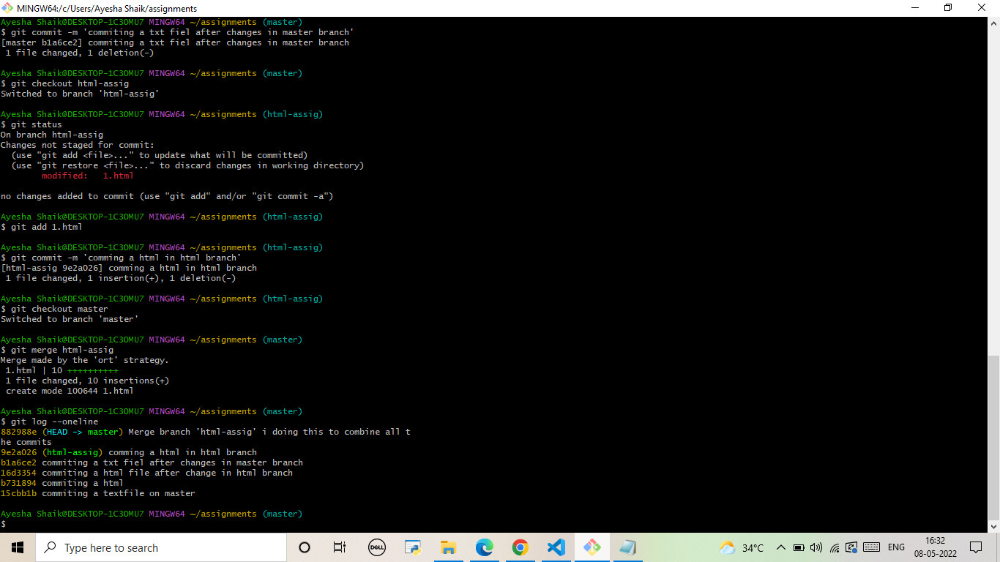 MINGW64:/c/Users/Ayesha Shaik/assignments
Ayesha Shaik@DESKTOP-1C3OMU7 MINGW64 ~/assignments (master)
$ git commit -m 'commiting a txt fiel after changes in master branch'
[master b1a6ce2] commiting a txt fiel after changes in master branch
 1 file changed, 1 deletion(-)
Ayesha Shaik@DESKTOP-1C3OMU7 MINGW64 ~/assignments (master)
$ git checkout html-assig
Switched to branch 'html-assig'
Ayesha Shaik@DESKTOP-1C3OMU7 MINGW64 ~/assignments (html-assig)
$ git status
On branch html-assig
Changes not staged for commit:
  (use "git add <file>..." to update what will be committed)
  (use "git restore <file>..." to discard changes in working directory)
        modified:   1.html
no changes added to commit (use "git add" and/or "git commit -a")
Ayesha Shaik@DESKTOP-1C3OMU7 MINGW64 ~/assignments (html-assig)
$ git add 1.html
Ayesha Shaik@DESKTOP-1C3OMU7 MINGW64 ~/assignments (html-assig)
$ git commit -m 'comming a html in html branch'
[html-assig 9e2a026] comming a html in html branch
 1 file changed, 1 insertion(+), 1 deletion(-)
Ayesha Shaik@DESKTOP-1C3OMU7 MINGW64 ~/assignments (html-assig)
$ git checkout master
Switched to branch 'master'
Ayesha Shaik@DESKTOP-1C3OMU7 MINGW64 ~/assignments (master)
$ git merge html-assig
Merge made by the 'ort' strategy.
 1.html | 10 ++++++++++
 1 file changed, 10 insertions(+)
 create mode 100644 1.html
Ayesha Shaik@DESKTOP-1C3OMU7 MINGW64 ~/assignments (master)
$ git log --oneline
882988e (HEAD -> master) Merge branch 'html-assig' i doing this to combine all t
he commits
9e2a026 (html-assig) comming a html in html branch
b1a6ce2 commiting a txt fiel after changes in master branch
16d3354 commiting a html file after change in html branch
b731894 commiting a html
15cbb1b commiting a textfile on master
Ayesha Shaik@DESKTOP-1C3OMU7 MINGW64 ~/assignments (master)
$
Type here to search
DELL
34°C
ENG
16:32
08-05-2022